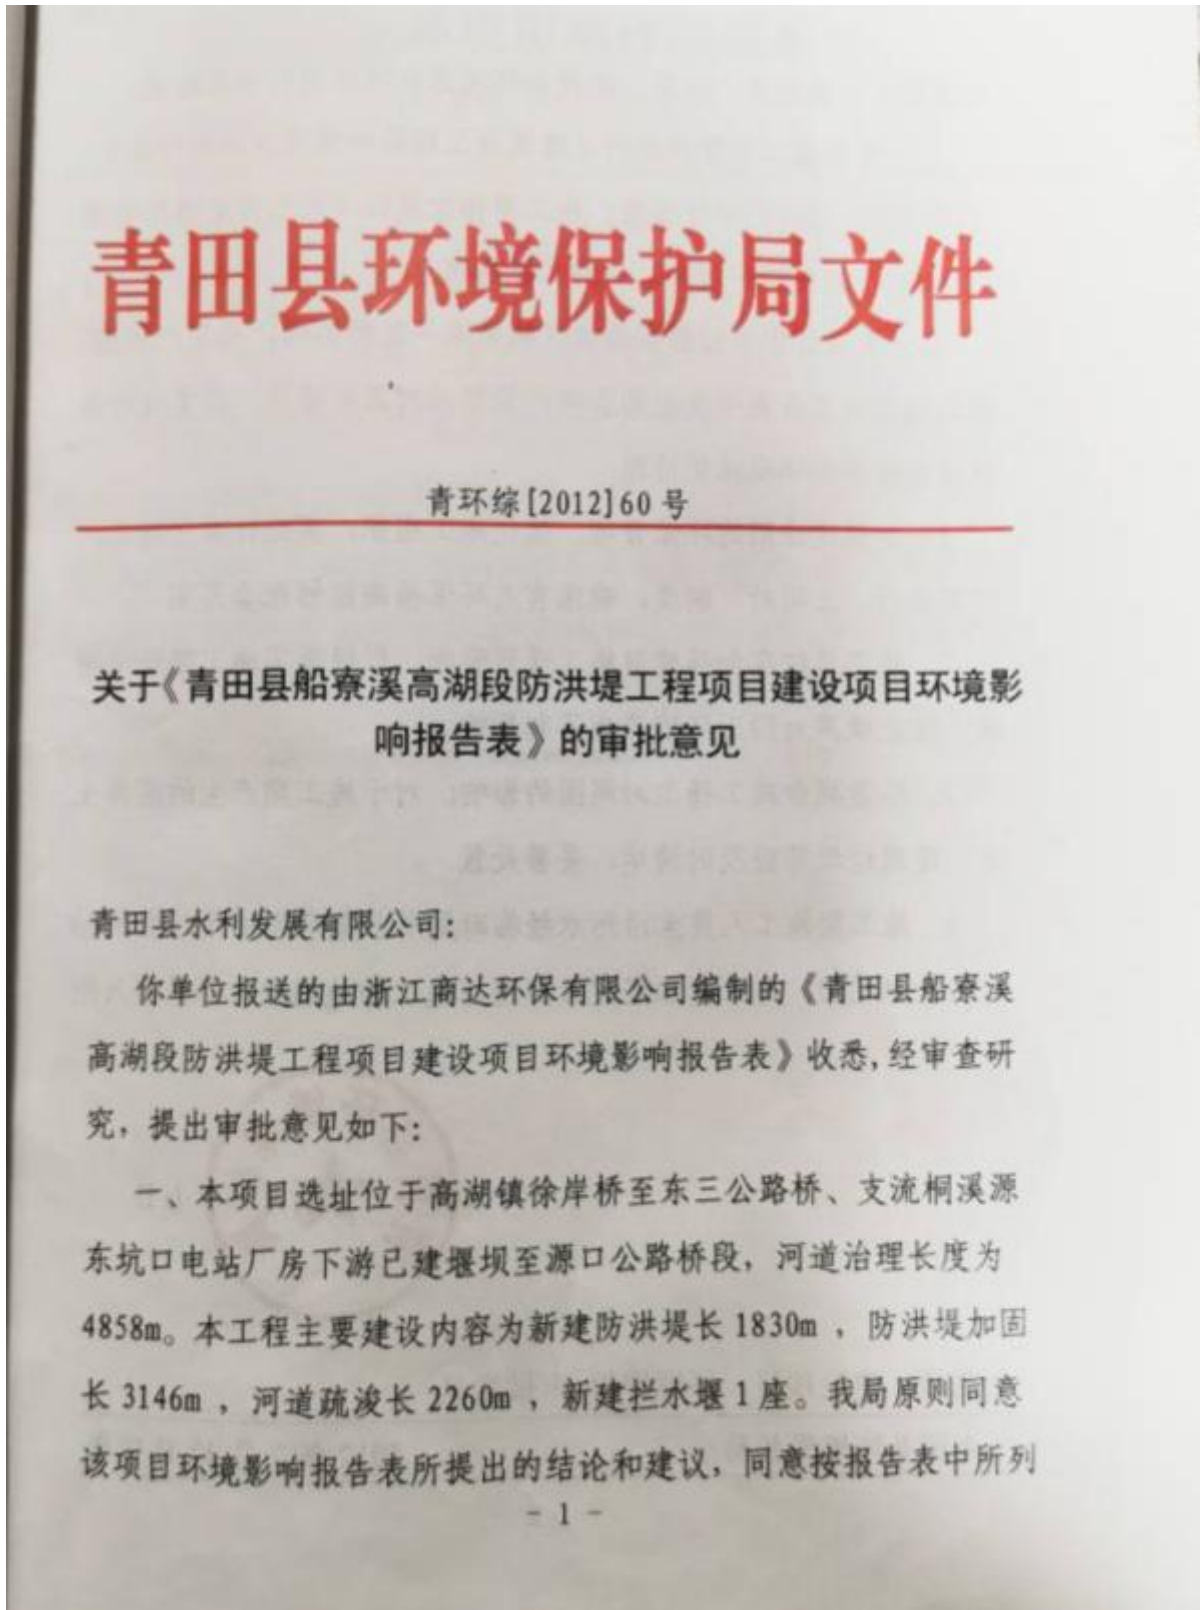 青田县环境保护局文件
青环综[2012]60号
关于《青田县船寮溪高湖段防洪堤工程项目建设项目环境影
响报告表》的审批意见
青田县水利发展有限公司:
你单位报送的由浙江商达环保有限公司编制的《青田县船寮溪
高湖段防洪堤工程项目建设项目环境影响报告表》收悉,经审查研
究，提出审批意见如下:
一、本项目选址位于高湖镇徐岸桥至东三公路桥、支流桐溪源
东坑口电站厂房下游已建堰坝至源口公路桥段，河道治理长度为
4858m。本工程主要建设内容为新建防洪堤长1830m，防洪堤加固
长3146m，河道疏浚长2260m，新建拦水堰1座。我局原则同意
该项目环境影响报告表所提出的结论和建议，同意按报告表中所列
- 1 -